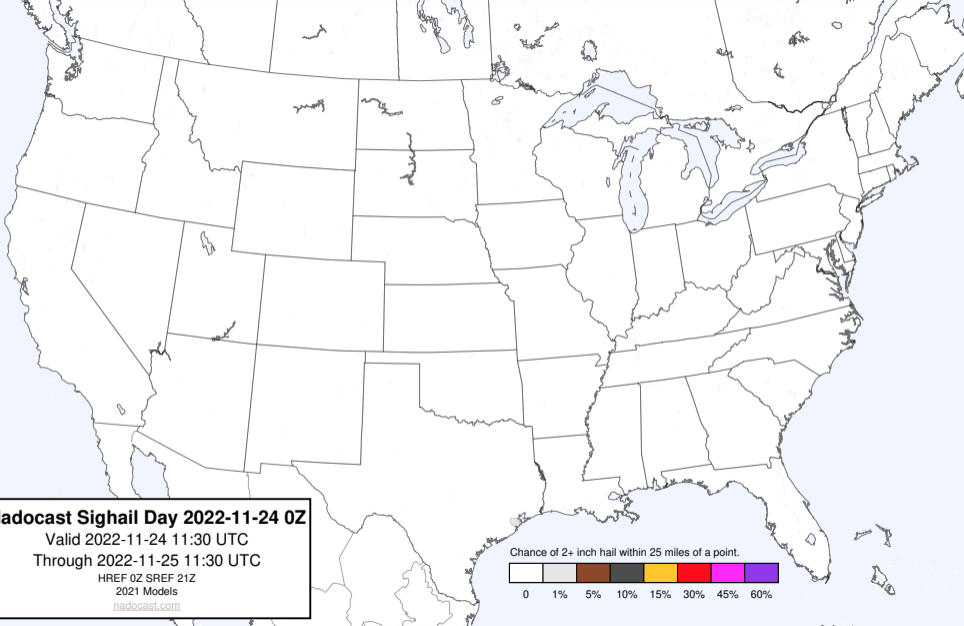 adocast Sighail Day 2022-11-24 0Z
Valid 2022-11-24 11:30 UTC
Through 2022-11-25 11:30 UTC
HREF 0Z SREF 21Z
2021 Models
nadocast.com
Chance of 2+ inch hail within 25 miles of a point.
0 1% 5% 10% 15% 30% 45% 60%